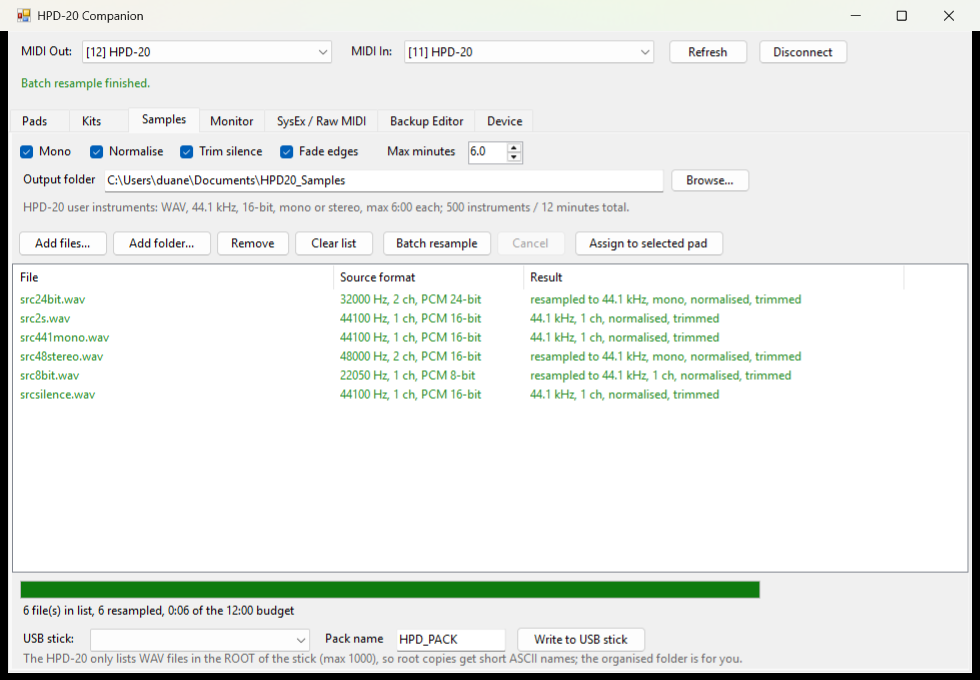 HPD-20 Companion
MIDI Out: [12] HPD-20 MIDI In: [11] HPD-20 Refresh Disconnect
Batch resample finished.
Pads Kits Samples Monitor SysEx / Raw MIDI Backup Editor Device
Mono Normalise Trim silence Fade edges Max minutes 6.0
Output folder C:\Users\duane\Documents\HPD20_Samples Browse...
HPD-20 user instruments: WAV, 44.1 kHz, 16-bit, mono or stereo, max 6:00 each; 500 instruments / 12 minutes total.
Add files... Add folder... Remove Clear list Batch resample Cancel Assign to selected pad
File Source format Result
src24bit.wav 32000 Hz, 2 ch, PCM 24-bit resampled to 44.1 kHz, mono, normalised, trimmed
src2s.wav 44100 Hz, 1 ch, PCM 16-bit 44.1 kHz, 1 ch, normalised, trimmed
src441mono.wav 44100 Hz, 1 ch, PCM 16-bit 44.1 kHz, 1 ch, normalised, trimmed
src48stereo.wav 48000 Hz, 2 ch, PCM 16-bit resampled to 44.1 kHz, mono, normalised, trimmed
src8bit.wav 22050 Hz, 1 ch, PCM 8-bit resampled to 44.1 kHz, 1 ch, normalised, trimmed
srcsilence.wav 44100 Hz, 1 ch, PCM 16-bit 44.1 kHz, 1 ch, normalised, trimmed
6 file(s) in list, 6 resampled, 0:06 of the 12:00 budget
USB stick: Pack name HPD_PACK Write to USB stick
The HPD-20 only lists WAV files in the ROOT of the stick (max 1000), so root copies get short ASCII names; the organised folder is for you.